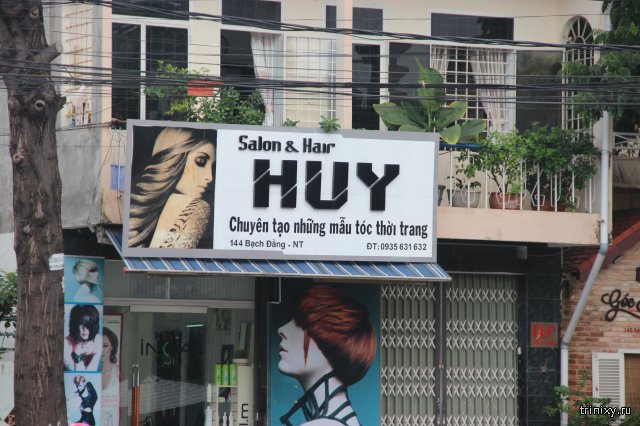 Salon & Hair
HUY
Chuyên tạo những mẫu tóc thời trang
144 Bạch Đằng - NT
ĐT: 0935 631 632
Góc
trinixy.ru